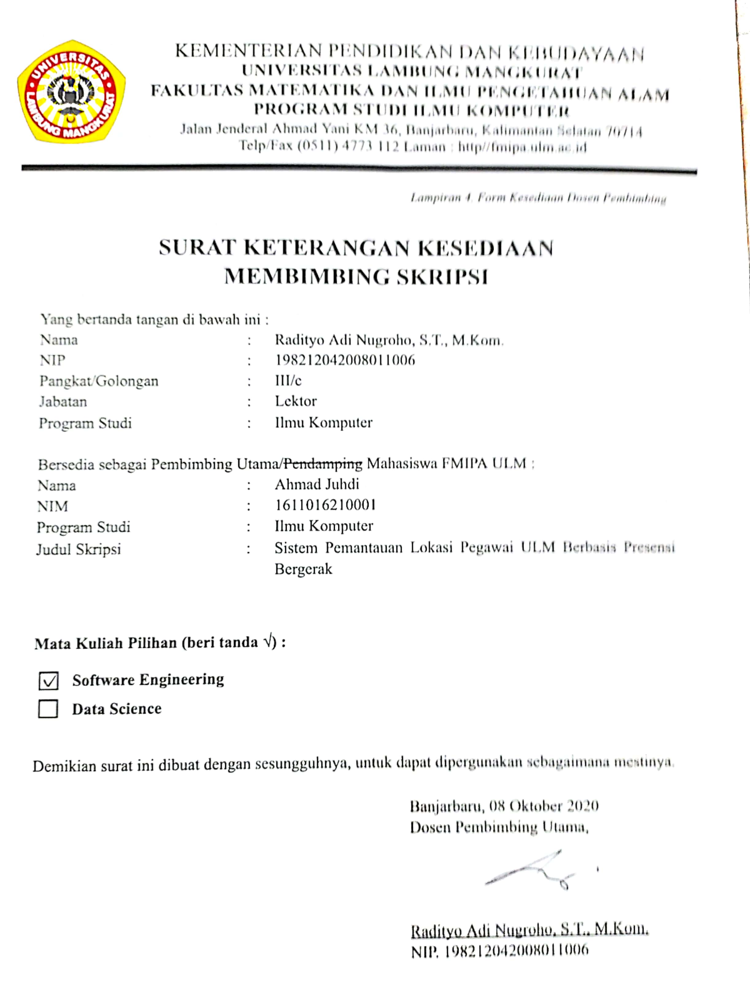 UNIVERSITAS
LAMBUNG MANGKURAT
KEMENTERIAN PENDIDIKAN DAN KEBUDAYAAN
UNIVERSITAS LAMBUNG MANGKURAT
FAKULTAS MATEMATIKA DAN ILMU PENGETAHUAN ALAM
PROGRAM STUDI ILMU KOMPUTER
Jalan Jenderal Ahmad Yani KM 36, Banjarbaru, Kalimantan Selatan 70714
Telp/Fax (0511) 4773 112 Laman : http//fmipa.ulm.ac.id
Lampiran 4. Form Kesediaan Dosen Pembimbing
SURAT KETERANGAN KESEDIAAN
MEMBIMBING SKRIPSI
Yang bertanda tangan di bawah ini :
Nama : Radityo Adi Nugroho, S.T., M.Kom.
NIP : 198212042008011006
Pangkat/Golongan : III/c
Jabatan : Lektor
Program Studi : Ilmu Komputer
Bersedia sebagai Pembimbing Utama/Pendamping Mahasiswa FMIPA ULM :
Nama : Ahmad Juhdi
NIM : 1611016210001
Program Studi : Ilmu Komputer
Judul Skripsi : Sistem Pemantauan Lokasi Pegawai ULM Berbasis Presensi
Bergerak
Mata Kuliah Pilihan (beri tanda √) :
☑ Software Engineering
☐ Data Science
Demikian surat ini dibuat dengan sesungguhnya, untuk dapat dipergunakan sebagaimana mestinya.
Banjarbaru, 08 Oktober 2020
Dosen Pembimbing Utama,
Radityo Adi Nugroho, S.T., M.Kom.
NIP. 198212042008011006